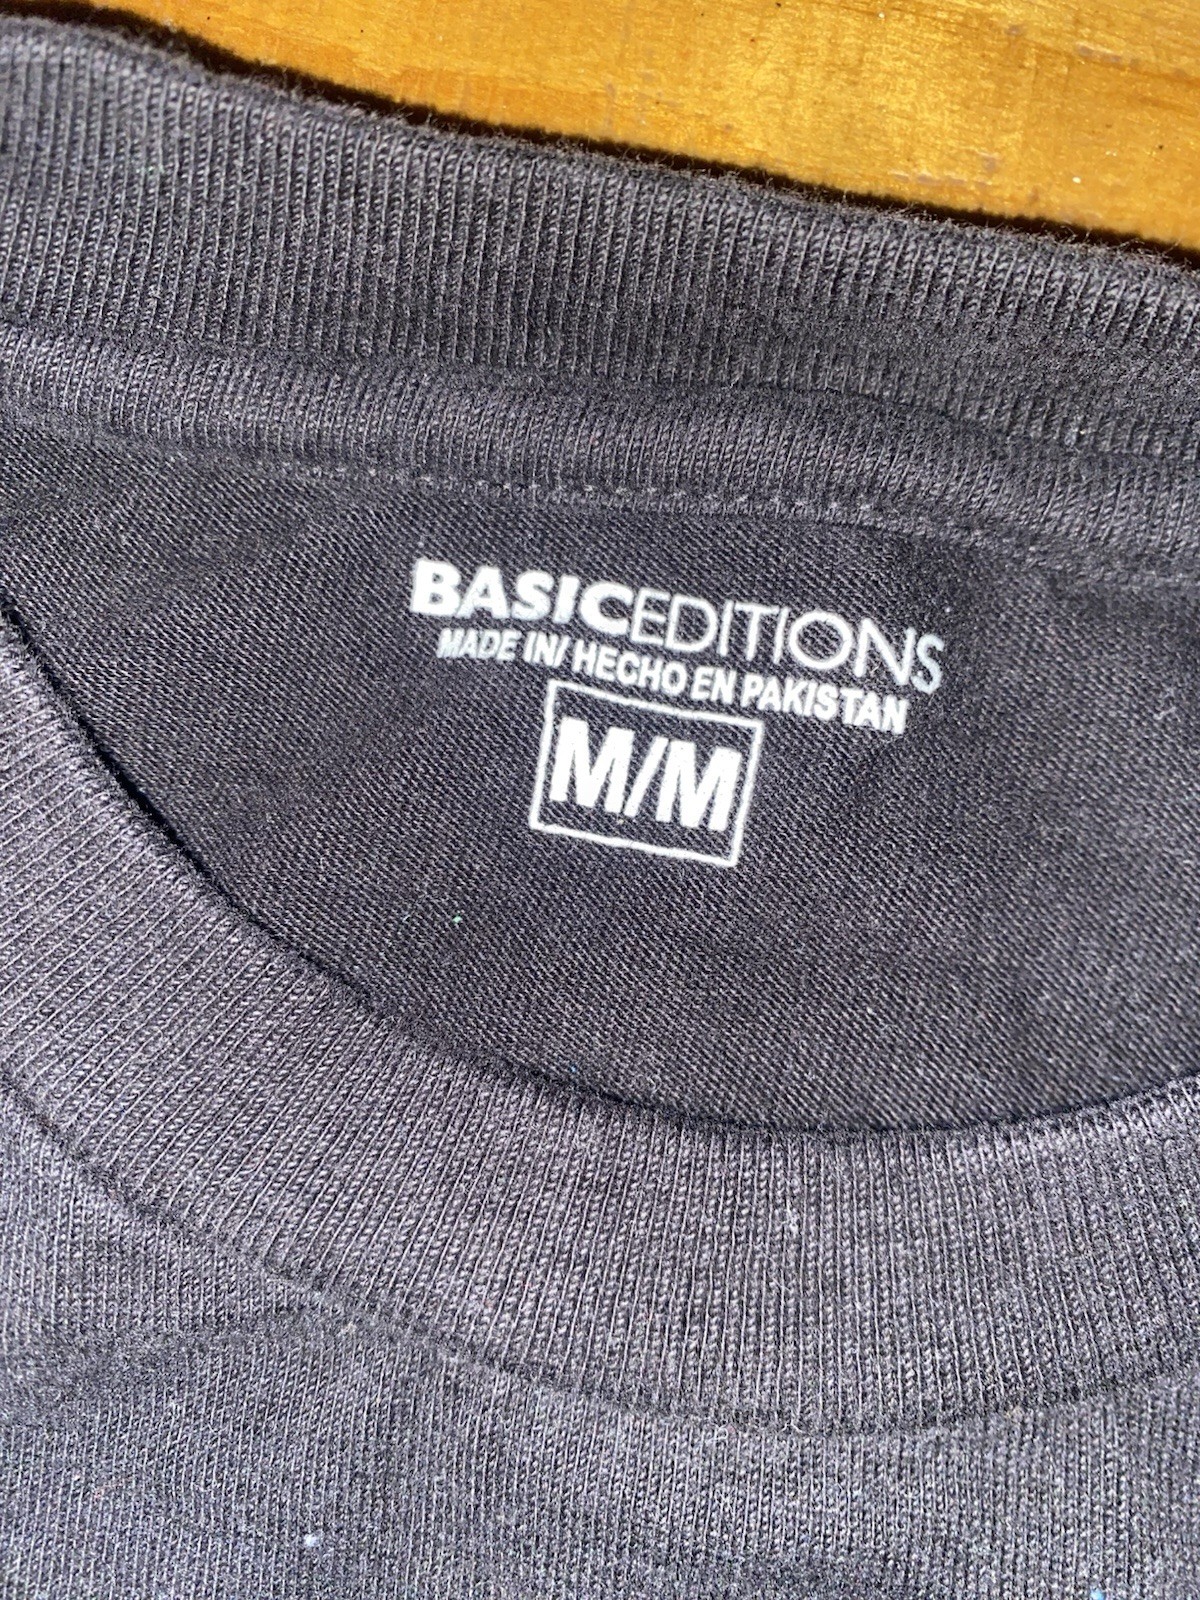 BASICEDITIONS
MADE IN/ HECHO EN PAKISTAN
M/M